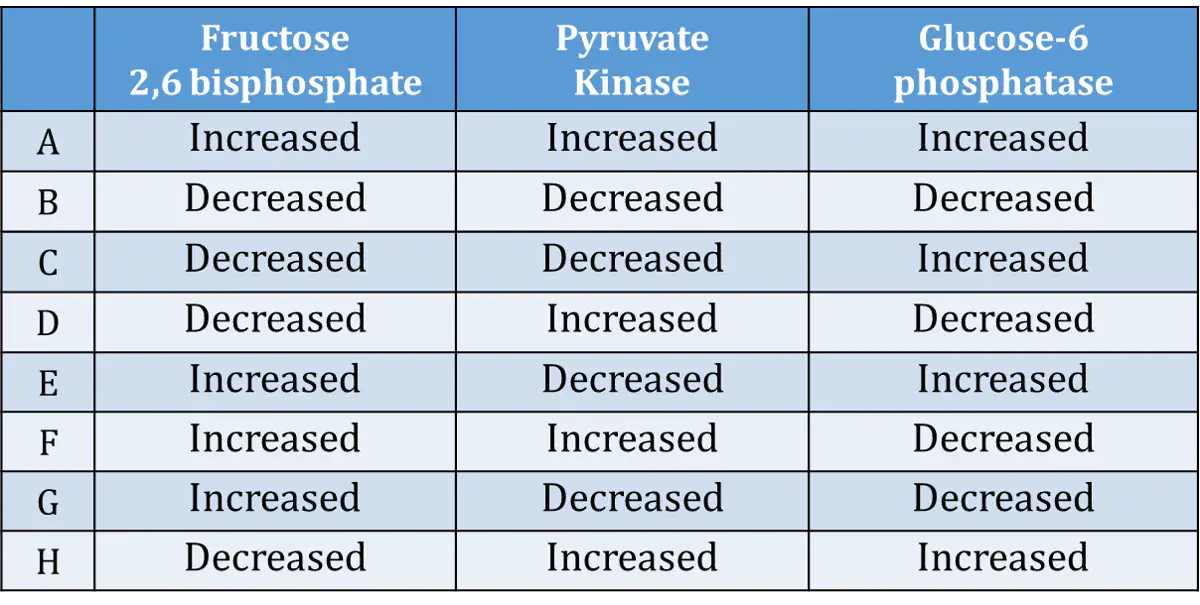 Fructose 2,6 bisphosphate Pyruvate Kinase Glucose-6 phosphatase
A Increased Increased Increased
B Decreased Decreased Decreased
C Decreased Decreased Increased
D Decreased Increased Decreased
E Increased Decreased Increased
F Increased Increased Decreased
G Increased Decreased Decreased
H Decreased Increased Increased